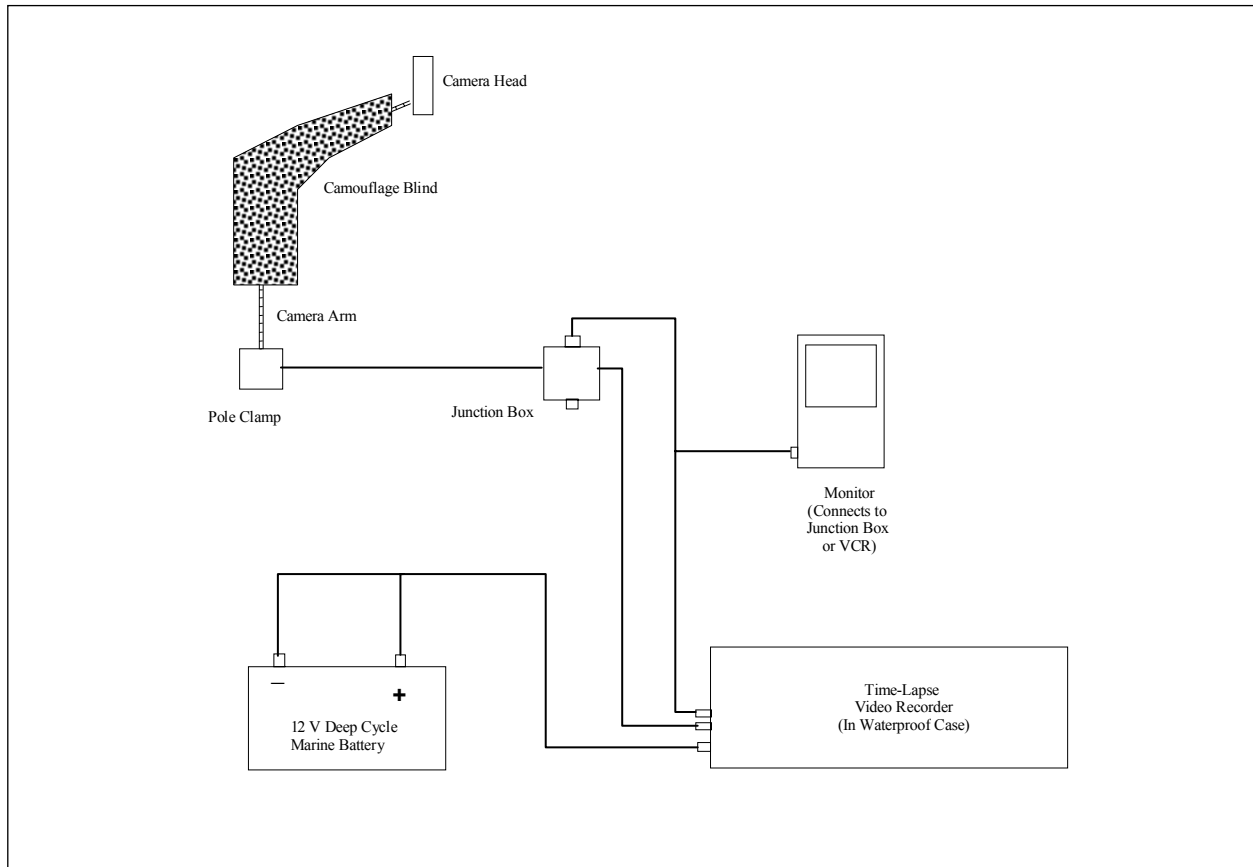 Camera Head
Camouflage Blind
Camera Arm
Pole Clamp
Junction Box
Monitor
(Connects to
Junction Box
or VCR)
— +
12 V Deep Cycle
Marine Battery
Time-Lapse
Video Recorder
(In Waterproof Case)